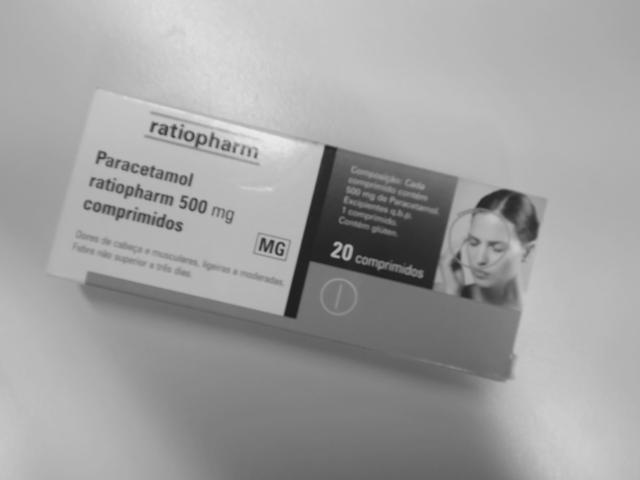 ratiopharm
Paracetamol
ratiopharm 500 mg
comprimidos
Dores de cabeça e musculares, ligeiras a moderadas.
Febre não superior a três dias.
MG
Composição: Cada
comprimido contém
500 mg de Paracetamol.
Excipientes q.b.p.
1 comprimido.
Contém glúten.
20 comprimidos